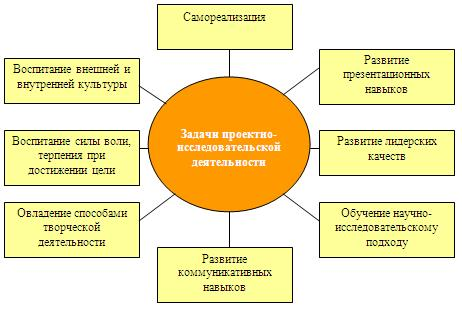 Самореализация
Воспитание внешней и
внутренней культуры
Развитие
презентационных
навыков
Задачи проектно-
исследовательской
деятельности
Воспитание силы воли,
терпения при
достижении цели
Развитие лидерских
качеств
Овладение способами
творческой
деятельности
Обучение научно-
исследовательскому
подходу
Развитие
коммуникативных
навыков